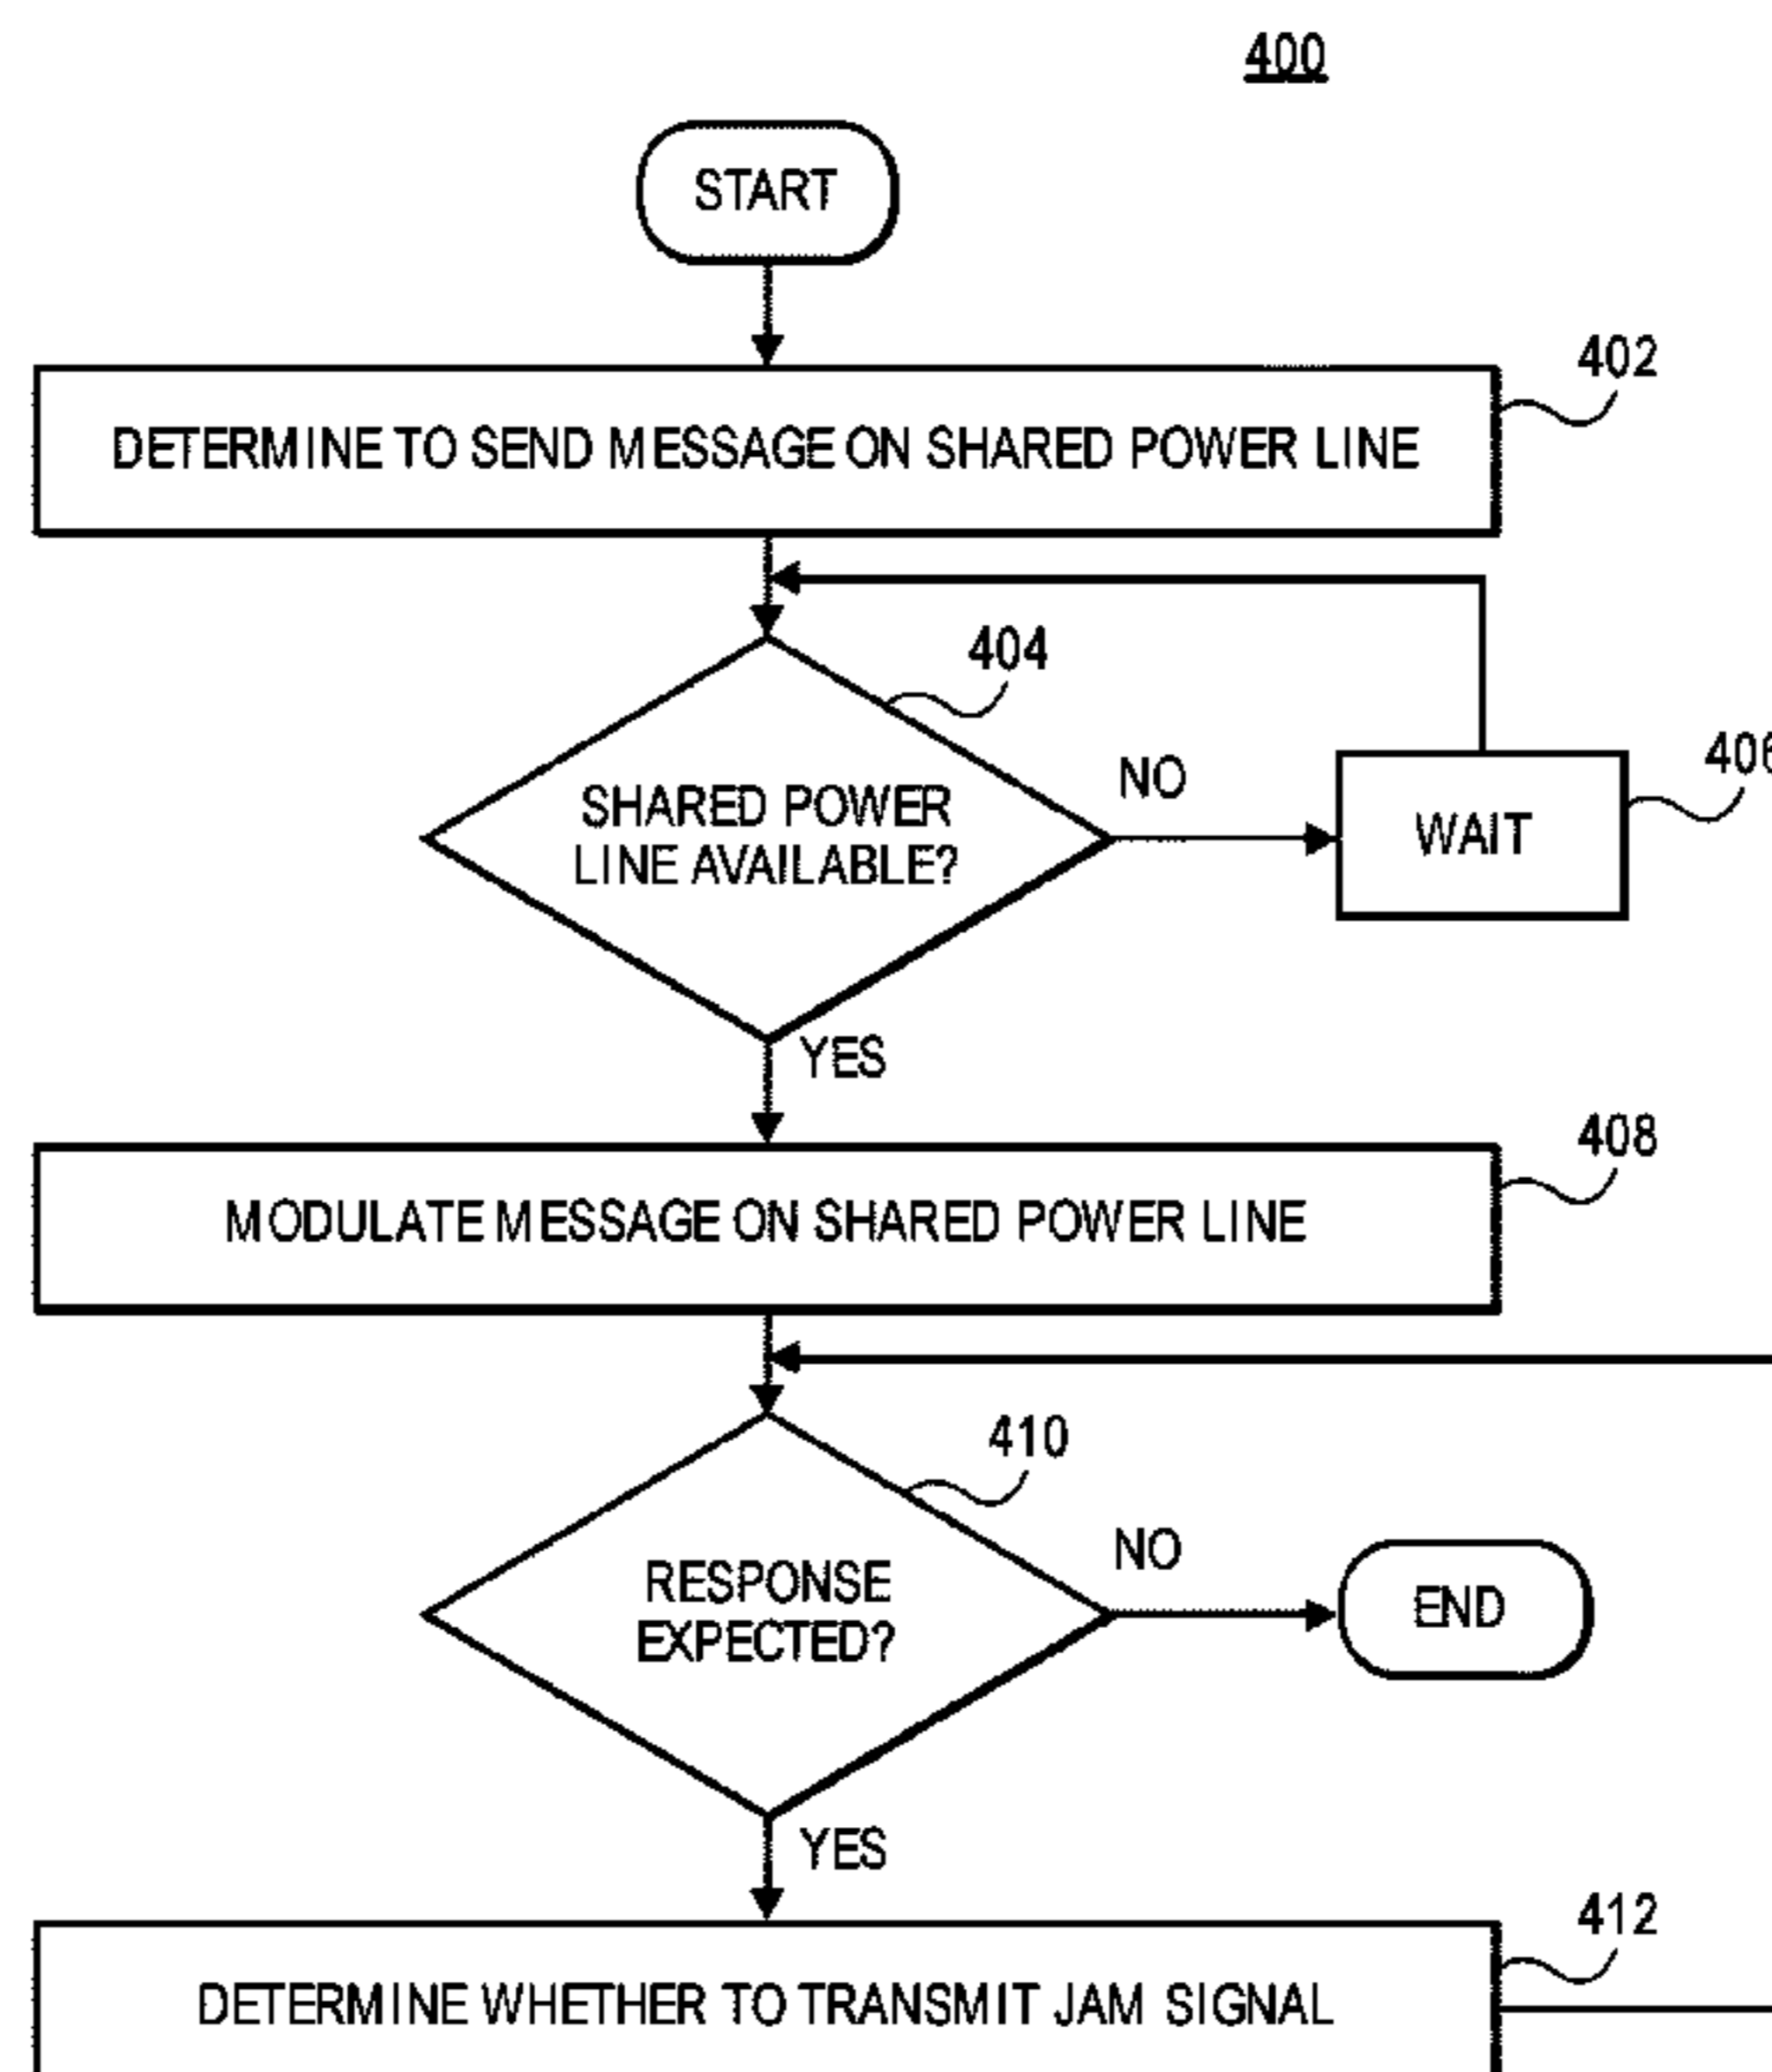 400
START
402
DETERMINE TO SEND MESSAGE ON SHARED POWER LINE
404
NO
406
SHARED POWER
LINE AVAILABLE?
WAIT
YES
408
MODULATE MESSAGE ON SHARED POWER LINE
410
NO
RESPONSE
EXPECTED?
END
YES
412
DETERMINE WHETHER TO TRANSMIT JAM SIGNAL